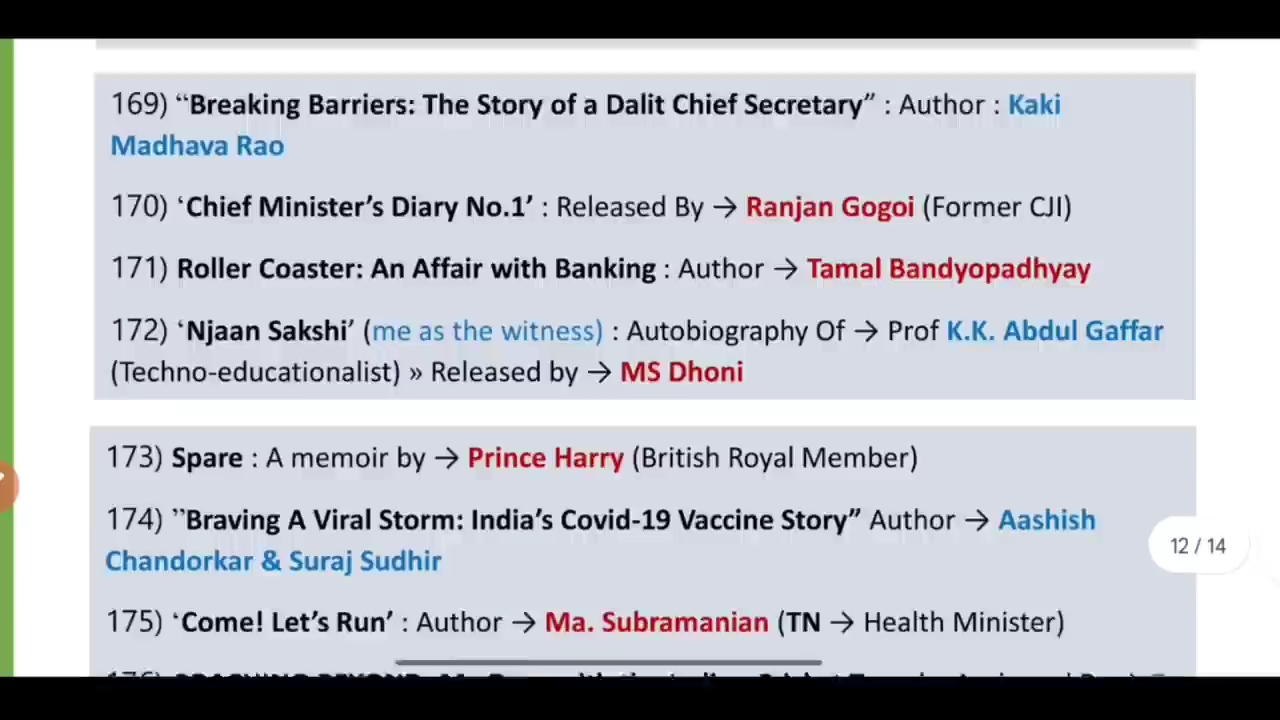 169) “Breaking Barriers: The Story of a Dalit Chief Secretary” : Author : Kaki
Madhava Rao
170) ‘Chief Minister’s Diary No.1’ : Released By → Ranjan Gogoi (Former CJI)
171) Roller Coaster: An Affair with Banking : Author → Tamal Bandyopadhyay
172) ‘Njaan Sakshi’ (me as the witness) : Autobiography Of → Prof K.K. Abdul Gaffar
(Techno-educationalist) » Released by → MS Dhoni
173) Spare : A memoir by → Prince Harry (British Royal Member)
174) ”Braving A Viral Storm: India’s Covid-19 Vaccine Story” Author → Aashish
Chandorkar & Suraj Sudhir
12 / 14
175) ‘Come! Let’s Run’ : Author → Ma. Subramanian (TN → Health Minister)